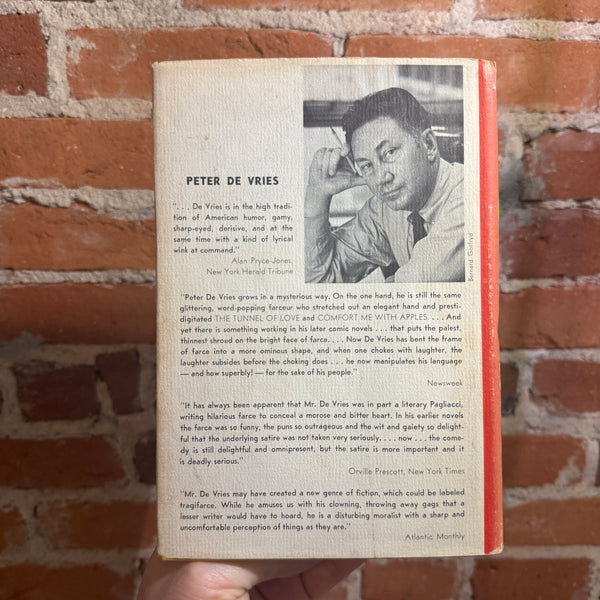 PETER DE VRIES
". . . De Vries is in the high tradi-
tion of American humor, gamy,
sharp-eyed, derisive, and at the
same time with a kind of lyrical
wink at command."
Alan Pryce-Jones,
New York Herald Tribune
Bernard Gotfryd
"Peter De Vries grows in a mysterious way. On the one hand, he is still the same
glittering, word-popping farceur who stretched out an elegant hand and presti-
digitated THE TUNNEL OF LOVE and COMFORT ME WITH APPLES. . . . And
yet there is something working in his later comic novels . . . that puts the palest,
thinnest shroud on the bright face of farce. . . . Now De Vries has bent the frame
of farce into a more ominous shape, and when one chokes with laughter, the
laughter subsides before the choking does . . . he now manipulates his language
— and how superbly! — for the sake of his people."
Newsweek
"It has always been apparent that Mr. De Vries was in part a literary Pagliacci,
writing hilarious farce to conceal a morose and bitter heart. In his earlier novels
the farce was so funny, the puns so outrageous and the wit and gaiety so delight-
ful that the underlying satire was not taken very seriously. . . . now . . . the come-
dy is still delightful and omnipresent, but the satire is more important and it
is deadly serious."
Orville Prescott, New York Times
"Mr. De Vries may have created a new genre of fiction, which could be labeled
tragifarce. While he amuses us with his clowning, throwing away gags that a
lesser writer would have to hoard, he is a disturbing moralist with a sharp and
uncomfortable perception of things as they are."
Atlantic Monthly